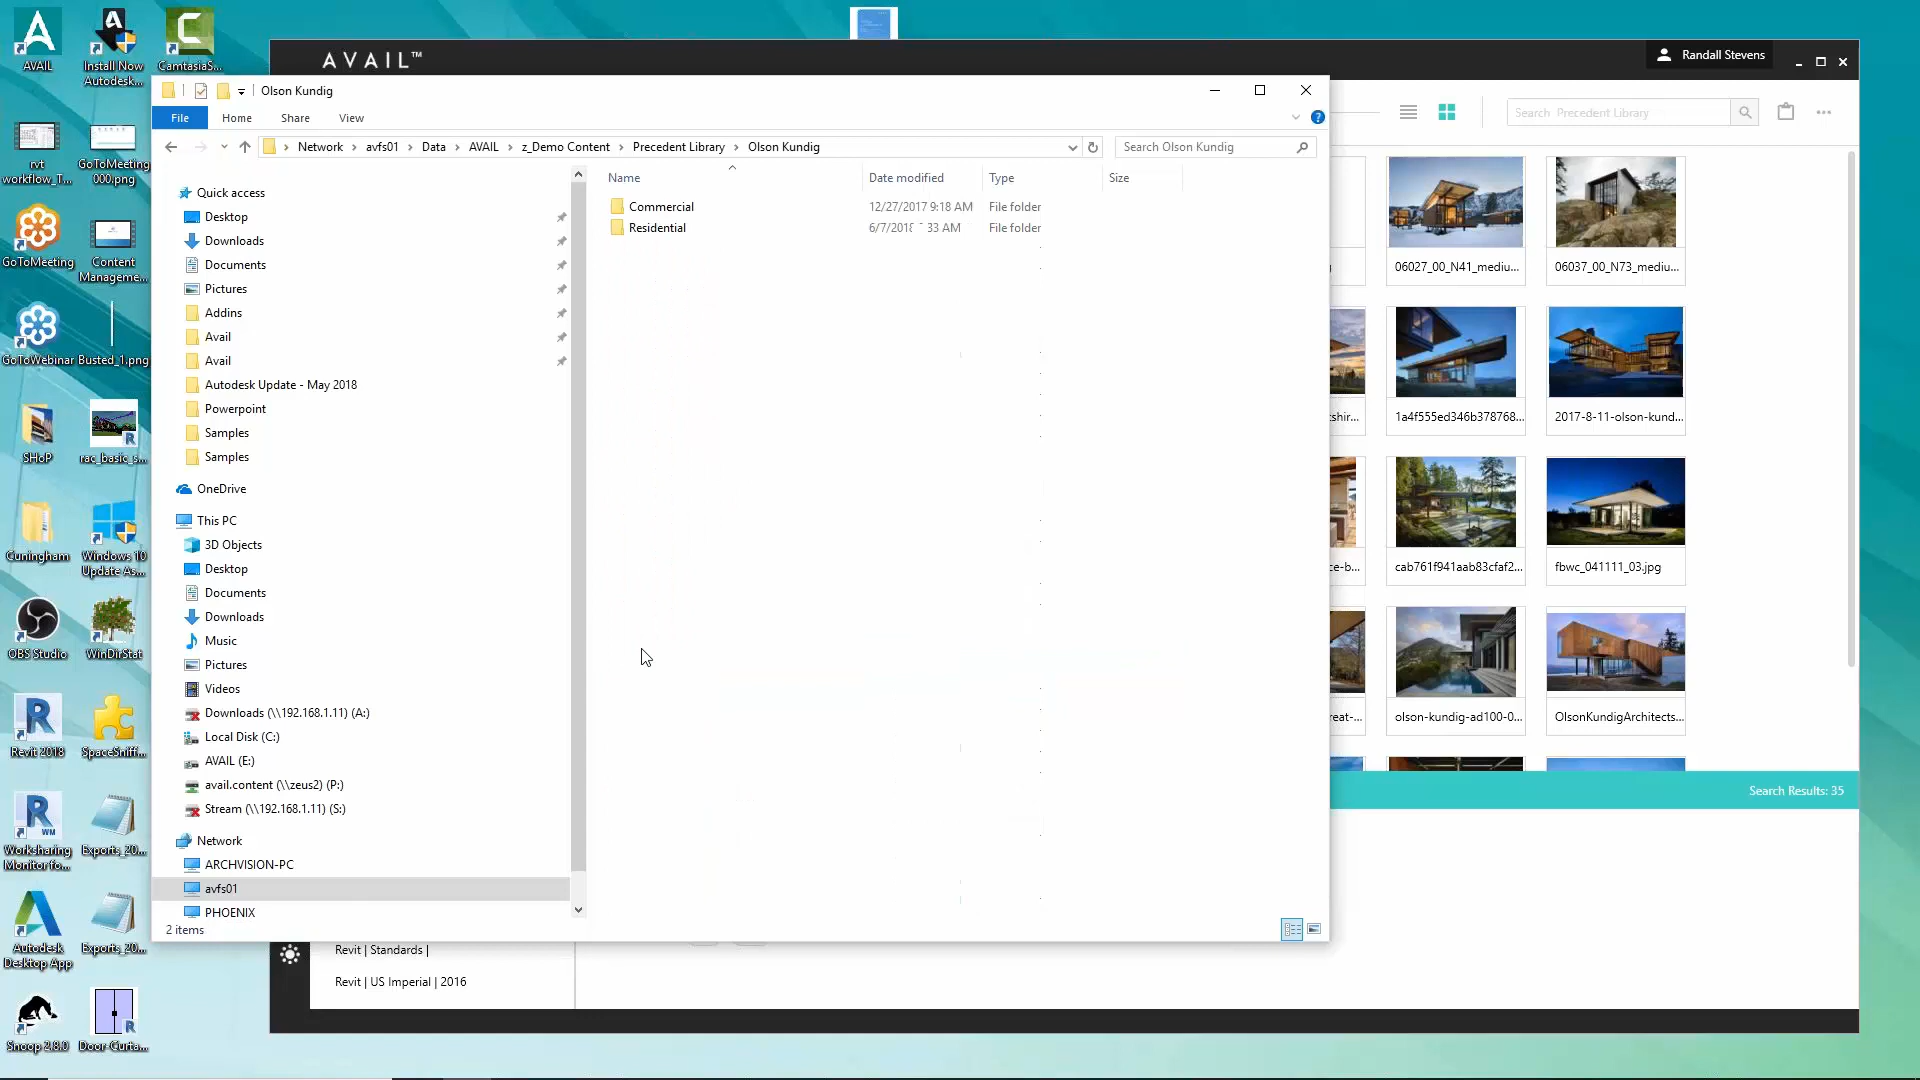 AVAIL
Install Now
Autodesk...
CamtasiaS...
rvt
workflow_T...
GoToMeeting
000.png
GoToMeeting
Content
Manageme...
GoToWebinar
Busted_1.png
SHoP
rac_basic_s...
Cuningham
Windows 10
Update As...
OBS Studio
WinDirStat
Revit 2018
SpaceSniff...
WM
Worksharing
Monitor fo...
Exports_20...
Autodesk
Desktop App
Exports_20...
Snoop 2.8.0
Door-Curta...
AVAIL™
Randall Stevens
Olson Kundig
File
Home
Share
View
Network
avfs01
Data
AVAIL
z_Demo Content
Precedent Library
Olson Kundig
Search Olson Kundig
Name
Date modified
Type
Size
Commercial
12/27/2017 9:18 AM
File folder
Residential
33 AM
File folder
Quick access
Desktop
Downloads
Documents
Pictures
Addins
Avail
Avail
Autodesk Update - May 2018
Powerpoint
Samples
Samples
OneDrive
This PC
3D Objects
Desktop
Documents
Downloads
Music
Pictures
Videos
Downloads (\\192.168.1.11) (A:)
Local Disk (C:)
AVAIL (E:)
avail.content (\\zeus2) (P:)
Stream (\\192.168.1.11) (S:)
Network
ARCHVISION-PC
avfs01
PHOENIX
2 items
Search Precedent Library
06027_00_N41_mediu...
06037_00_N73_mediu...
1a4f555ed346b378768...
2017-8-11-olson-kund...
cab761f941aab83cfaf2...
fbwc_041111_03.jpg
olson-kundig-ad100-0...
OlsonKundigArchitects...
Search Results: 35
Revit | Standards |
Revit | US Imperial | 2016